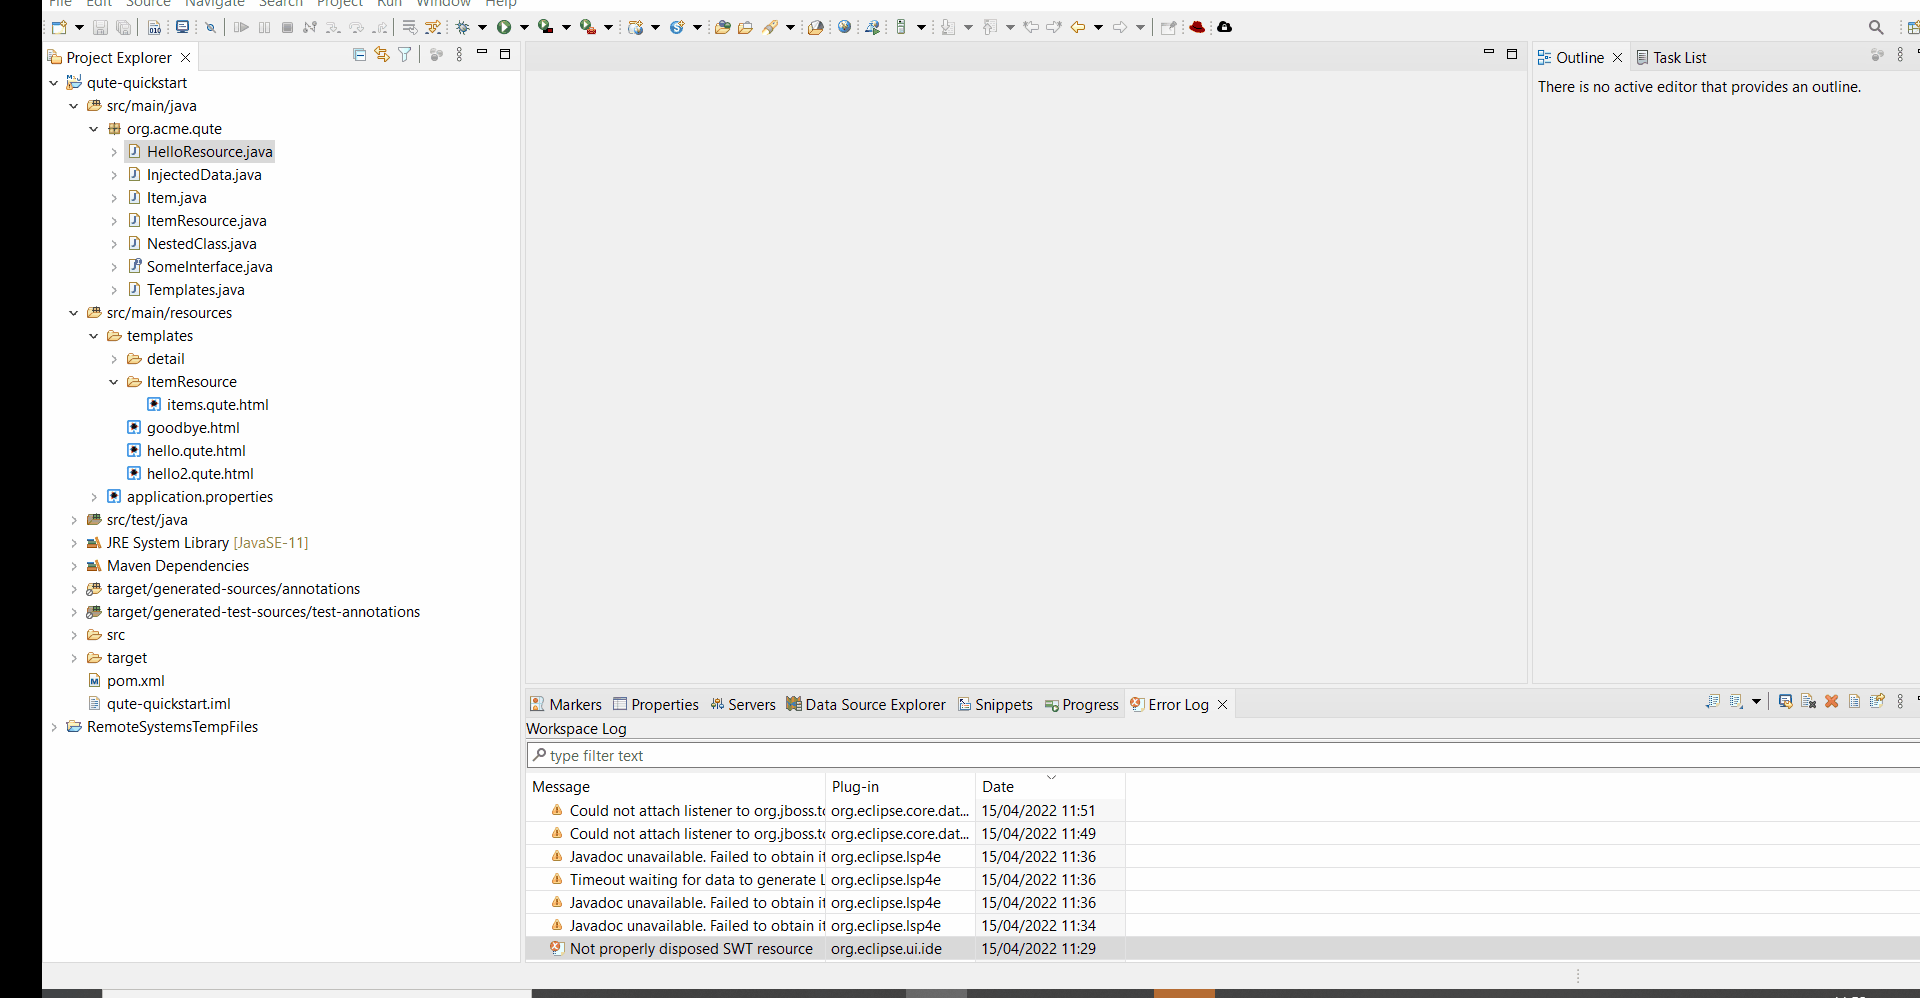 File Edit Source Navigate Search Project Run Window Help
Project Explorer
qute-quickstart
src/main/java
org.acme.qute
HelloResource.java
InjectedData.java
Item.java
ItemResource.java
NestedClass.java
SomeInterface.java
Templates.java
src/main/resources
templates
detail
ItemResource
items.qute.html
goodbye.html
hello.qute.html
hello2.qute.html
application.properties
src/test/java
JRE System Library [JavaSE-11]
Maven Dependencies
target/generated-sources/annotations
target/generated-test-sources/test-annotations
src
target
pom.xml
qute-quickstart.iml
RemoteSystemsTempFiles
Outline Task List
There is no active editor that provides an outline.
Markers Properties Servers Data Source Explorer Snippets Progress Error Log
Workspace Log
type filter text
Message Plug-in Date
Could not attach listener to org.jboss.to org.eclipse.core.dat... 15/04/2022 11:51
Could not attach listener to org.jboss.to org.eclipse.core.dat... 15/04/2022 11:49
Javadoc unavailable. Failed to obtain it org.eclipse.lsp4e 15/04/2022 11:36
Timeout waiting for data to generate L org.eclipse.lsp4e 15/04/2022 11:36
Javadoc unavailable. Failed to obtain it org.eclipse.lsp4e 15/04/2022 11:36
Javadoc unavailable. Failed to obtain it org.eclipse.lsp4e 15/04/2022 11:34
Not properly disposed SWT resource org.eclipse.ui.ide 15/04/2022 11:29